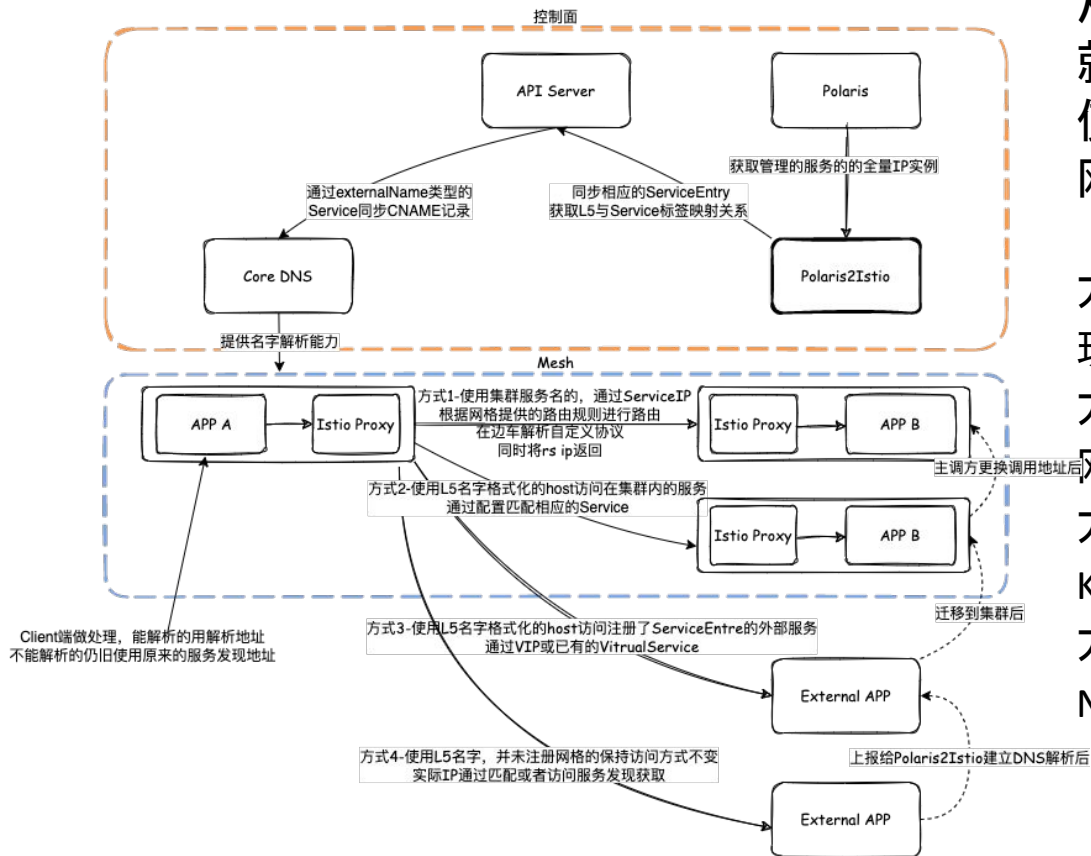 控制面
API Server
Polaris
获取管理的服务的的全量IP实例
通过externalName类型的
Service同步CNAME记录
同步相应的ServiceEntry
获取L5与Service标签映射关系
Core DNS
Polaris2Istio
提供名字解析能力
Mesh
APP A
Istio Proxy
方式1-使用集群服务名的，通过ServiceIP
根据网格提供的路由规则进行路由
在边车解析自定义协议
同时将rs ip返回
Istio Proxy
APP B
主调方更换调用地址后
方式2-使用L5名字格式化的host访问在集群内的服务
通过配置匹配相应的Service
Istio Proxy
APP B
迁移到集群后
Client端做处理，能解析的用解析地址
不能解析的仍旧使用原来的服务发现地址
方式3-使用L5名字格式化的host访问注册了ServiceEntre的外部服务
通过VIP或已有的VitrualService
External APP
方式4-使用L5名字，并未注册网格的保持访问方式不变
实际IP通过匹配或者访问服务发现获取
上报给Polaris2Istio建立DNS解析后
External APP